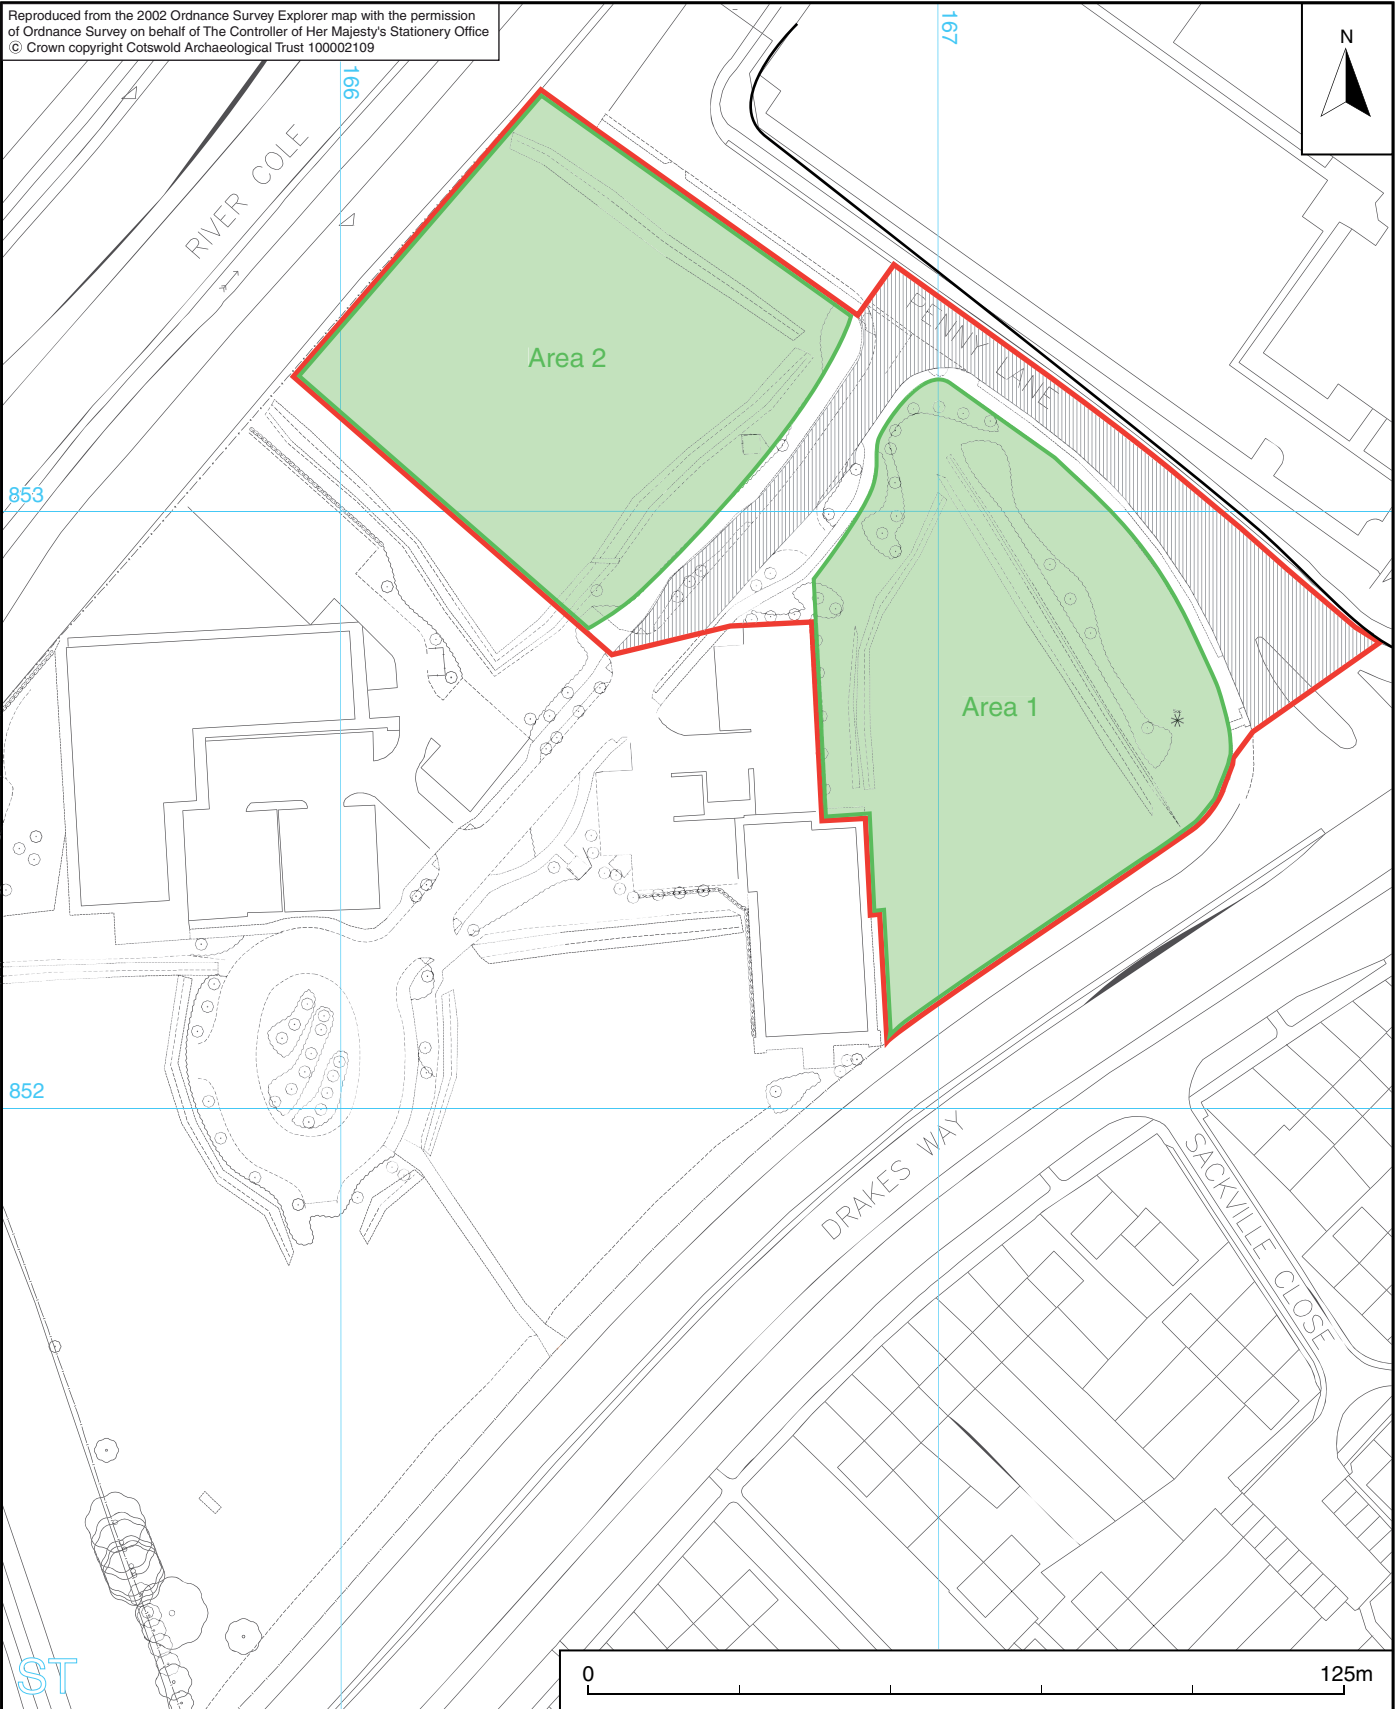 Reproduced from the 2002 Ordnance Survey Explorer map with the permission
of Ordnance Survey on behalf of The Controller of Her Majesty's Stationery Office
© Crown copyright Cotswold Archaeological Trust 100002109
166
167
N
RIVER COLE
PENNY LANE
Area 2
853
Area 1
852
DRAKES WAY
SACKVILLE CLOSE
ST
0
125m